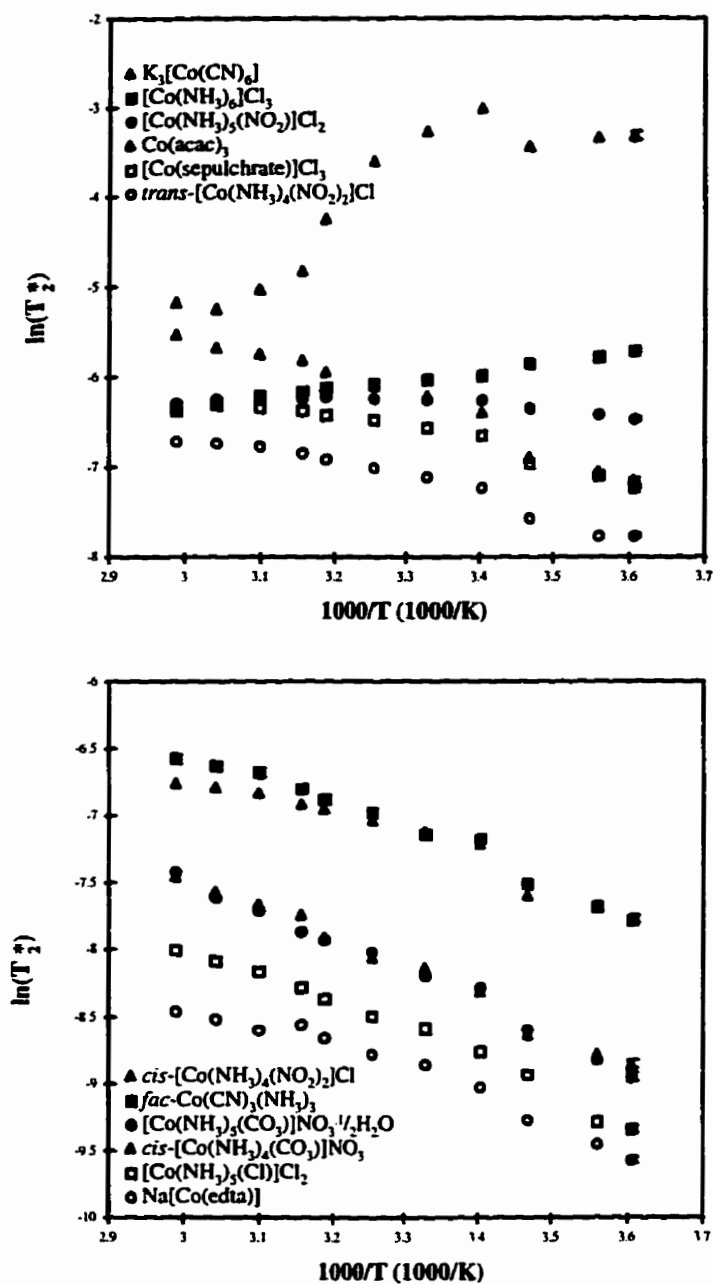 -2
-3
-4
-5
-6
-7
-8
ln(T₂*)
▲ K₃[Co(CN)₆]
■ [Co(NH₃)₆]Cl₃
● [Co(NH₃)₅(NO₂)]Cl₂
▲ Co(acac)₃
□ [Co(sepulchrate)]Cl₃
○ trans-[Co(NH₃)₄(NO₂)₂]Cl
2.9 3 3.1 3.2 3.3 3.4 3.5 3.6 3.7
1000/T (1000/K)
-6
-6.5
-7
-7.5
-8
-8.5
-9
-9.5
-10
ln(T₂*)
▲ cis-[Co(NH₃)₄(NO₂)₂]Cl
■ fac-Co(CN)₃(NH₃)₃
● [Co(NH₃)₅(CO₃)]NO₃·½H₂O
▲ cis-[Co(NH₃)₄(CO₃)]NO₃
□ [Co(NH₃)₅(Cl)]Cl₂
○ Na[Co(edta)]
2.9 3 3.1 3.2 3.3 3.4 3.5 3.6 3.7
1000/T (1000/K)